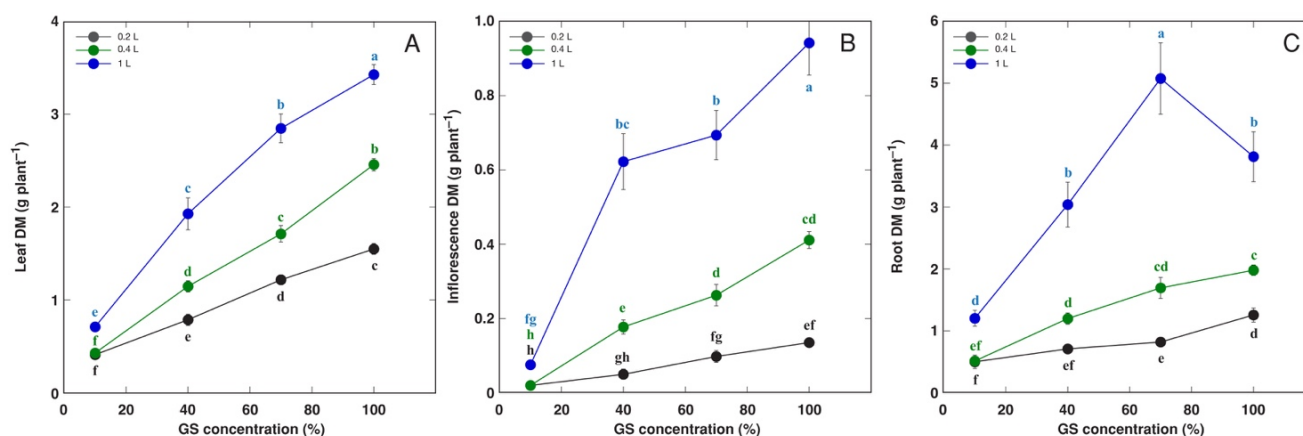 A
0.2 L
0.4 L
1 L
Leaf DM (g plant⁻¹)
4
3
2
1
0
0 20 40 60 80 100
GS concentration (%)
a
b
c
e
b
c
d
f
c
d
e
f
B
0.2 L
0.4 L
1 L
Inflorescence DM (g plant⁻¹)
1.0
0.8
0.6
0.4
0.2
0
0 20 40 60 80 100
GS concentration (%)
a
b
bc
fg
cd
d
e
h
ef
fg
gh
h
C
0.2 L
0.4 L
1 L
Root DM (g plant⁻¹)
6
5
4
3
2
1
0
0 20 40 60 80 100
GS concentration (%)
a
b
b
d
c
cd
d
ef
d
e
ef
f